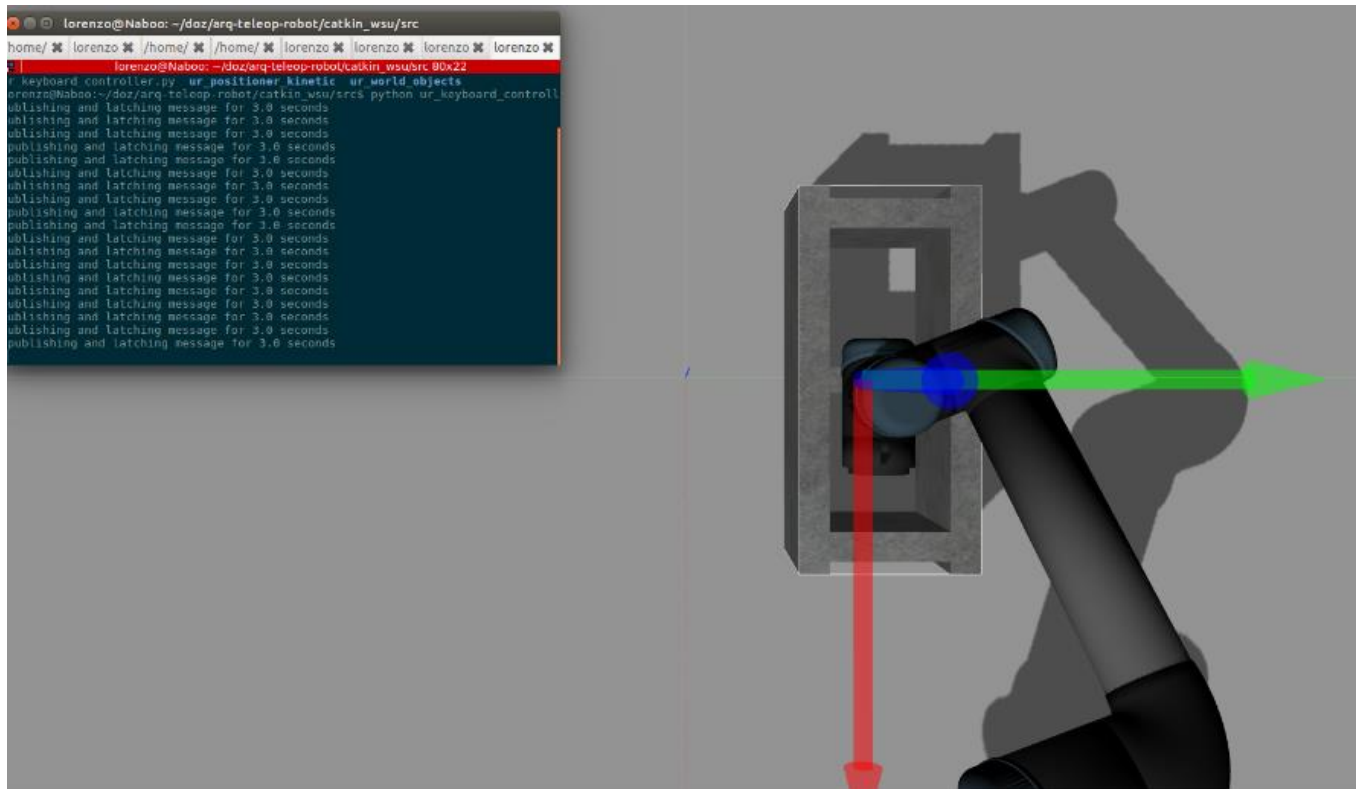 lorenzo@Naboo: ~/doz/arq-teleop-robot/catkin_wsu/src
home/ ✖ lorenzo ✖ /home/ ✖ /home/ ✖ lorenzo ✖ lorenzo ✖ lorenzo ✖ lorenzo ✖
lorenzo@Naboo: ~/doz/arq-teleop-robot/catkin_wsu/src 80x22
r keyboard_controller.py ur_positioner_kinetic ur_world_objects
orenzo@Naboo:~/doz/arq-teleop-robot/catkin_wsu/src$ python ur_keyboard_controll
ublishing and latching message for 3.0 seconds
ublishing and latching message for 3.0 seconds
ublishing and latching message for 3.0 seconds
publishing and latching message for 3.0 seconds
publishing and latching message for 3.0 seconds
ublishing and latching message for 3.0 seconds
ublishing and latching message for 3.0 seconds
ublishing and latching message for 3.0 seconds
publishing and latching message for 3.0 seconds
publishing and latching message for 3.0 seconds
ublishing and latching message for 3.0 seconds
ublishing and latching message for 3.0 seconds
ublishing and latching message for 3.0 seconds
ublishing and latching message for 3.0 seconds
ublishing and latching message for 3.0 seconds
ublishing and latching message for 3.0 seconds
ublishing and latching message for 3.0 seconds
ublishing and latching message for 3.0 seconds
publishing and latching message for 3.0 seconds